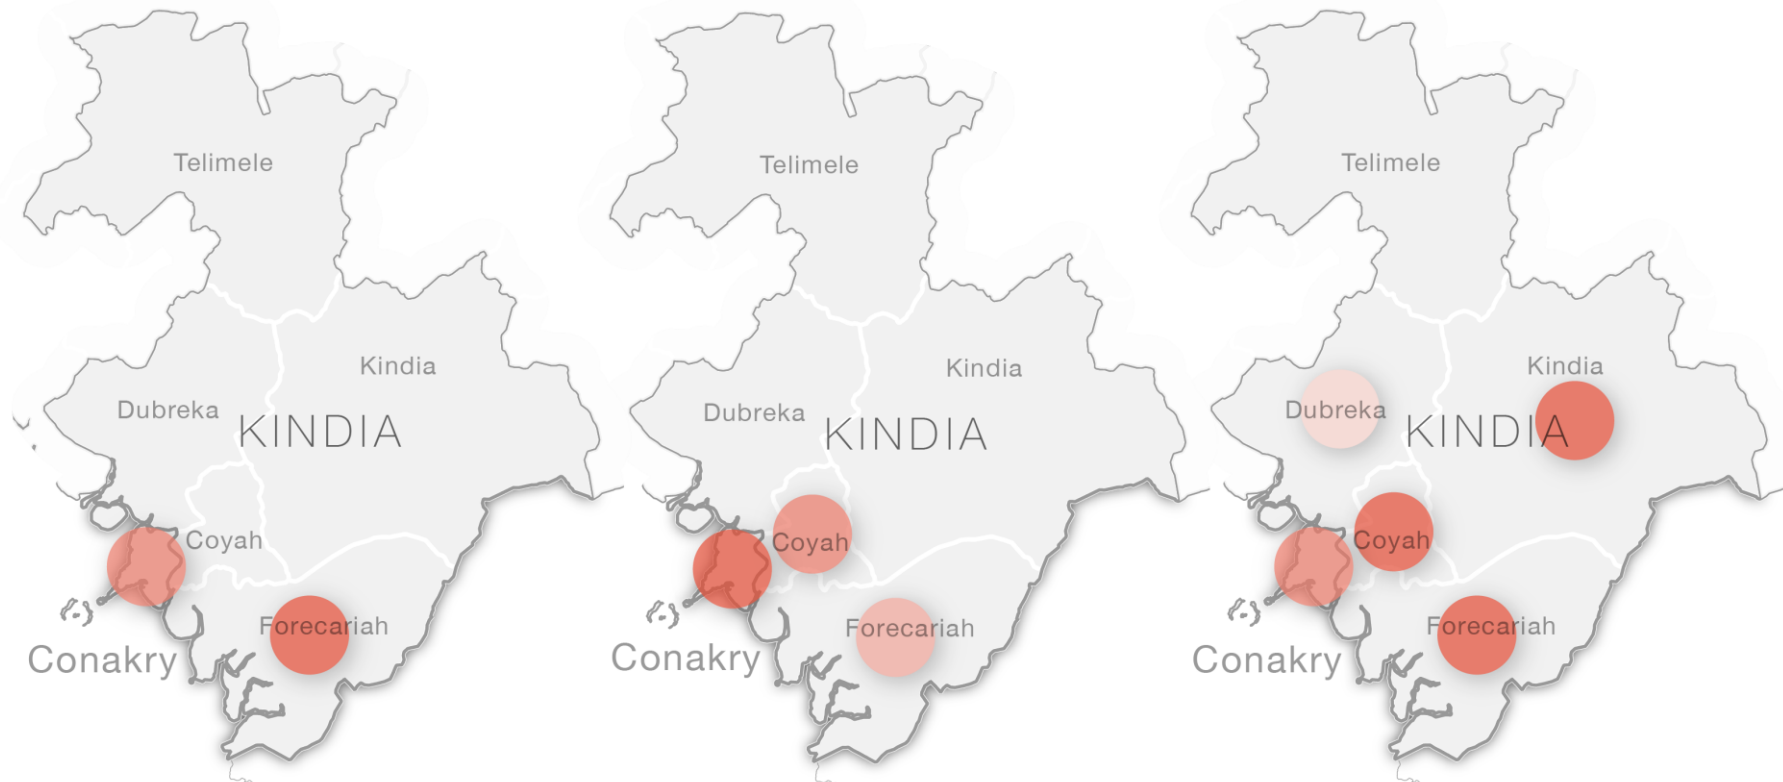 Telimele
Kindia
Dubreka
KINDIA
Coyah
Forecariah
Conakry
Telimele
Kindia
Dubreka
KINDIA
Coyah
Forecariah
Conakry
Telimele
Kindia
Dubreka
KINDIA
Coyah
Forecariah
Conakry